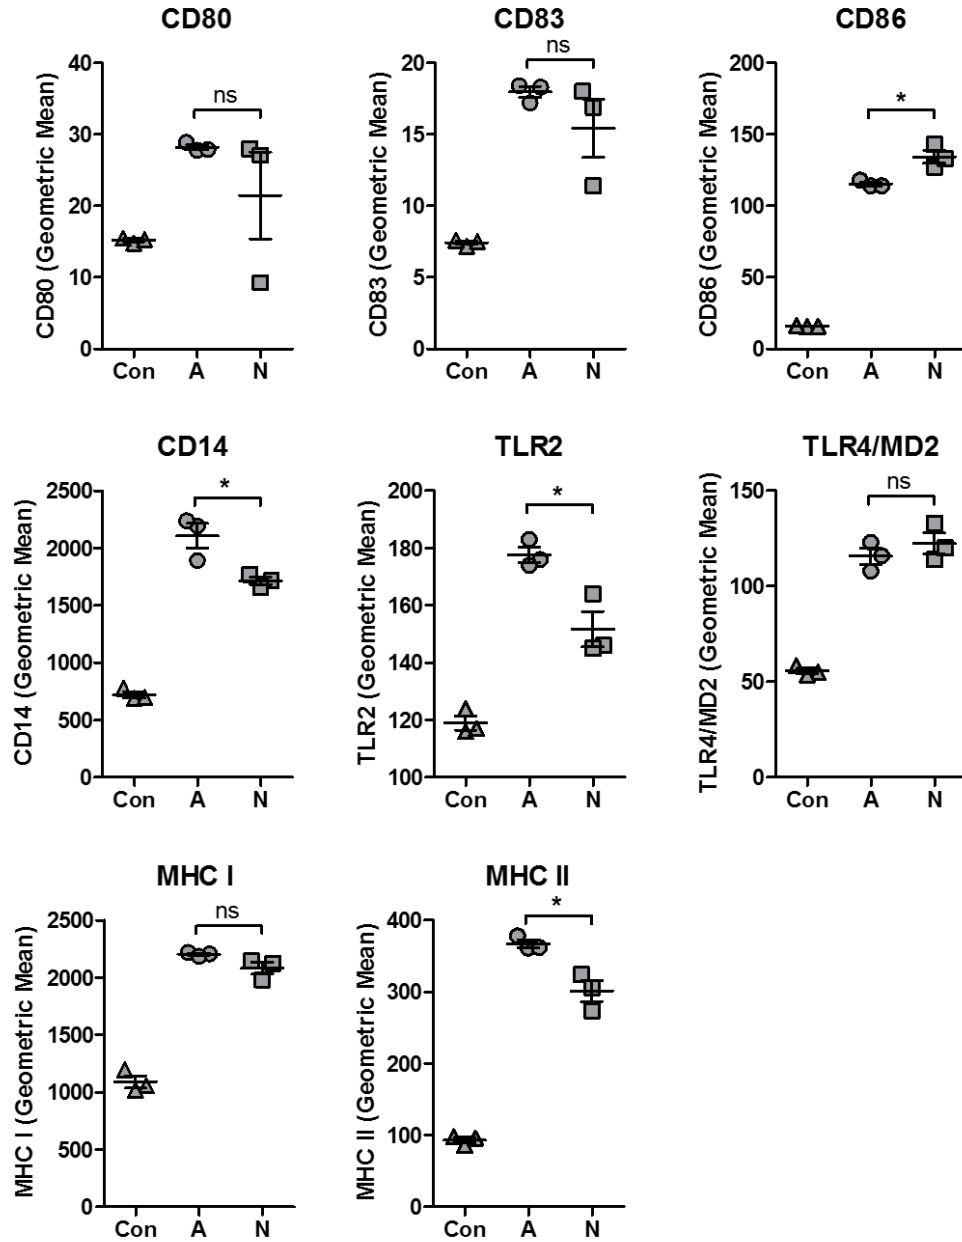 CD80
CD83
CD86
CD80 (Geometric Mean)
40
30
20
10
0
ns
Con A N
CD83 (Geometric Mean)
20
15
10
5
0
ns
Con A N
CD86 (Geometric Mean)
200
150
100
50
0
*
Con A N
CD14
TLR2
TLR4/MD2
CD14 (Geometric Mean)
2500
2000
1500
1000
500
0
*
Con A N
TLR2 (Geometric Mean)
200
180
160
140
120
100
*
Con A N
TLR4/MD2 (Geometric Mean)
150
100
50
0
ns
Con A N
MHC I
MHC II
MHC I (Geometric Mean)
2500
2000
1500
1000
500
0
ns
Con A N
MHC II (Geometric Mean)
400
300
200
100
0
*
Con A N